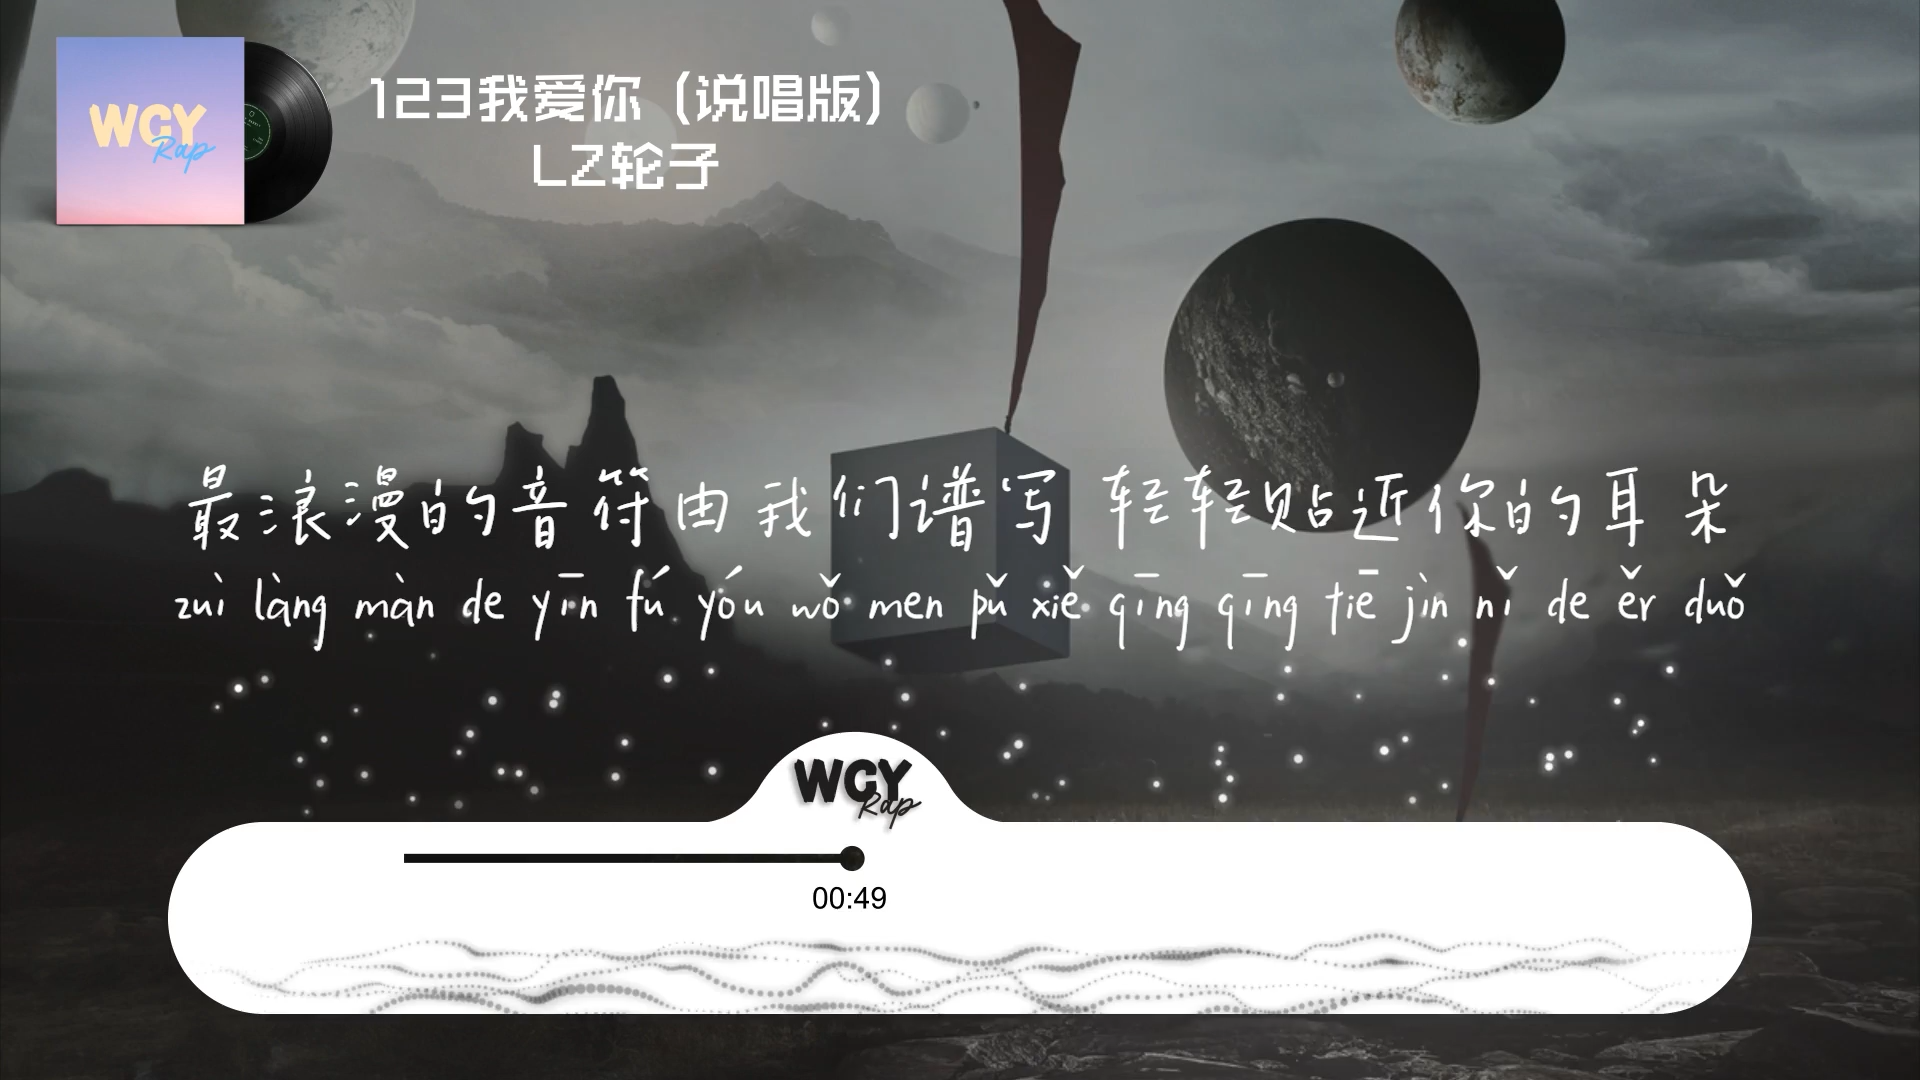 WCY
Rap
123我爱你（说唱版）
LZ轮子
最浪漫的音符由我们谱写 轻轻贴近你的耳朵
zuì làng màn de yīn fú yóu wǒ men pǔ xiě qīng qīng tiē jìn nǐ de ěr duǒ
WCY
Rap
00:49